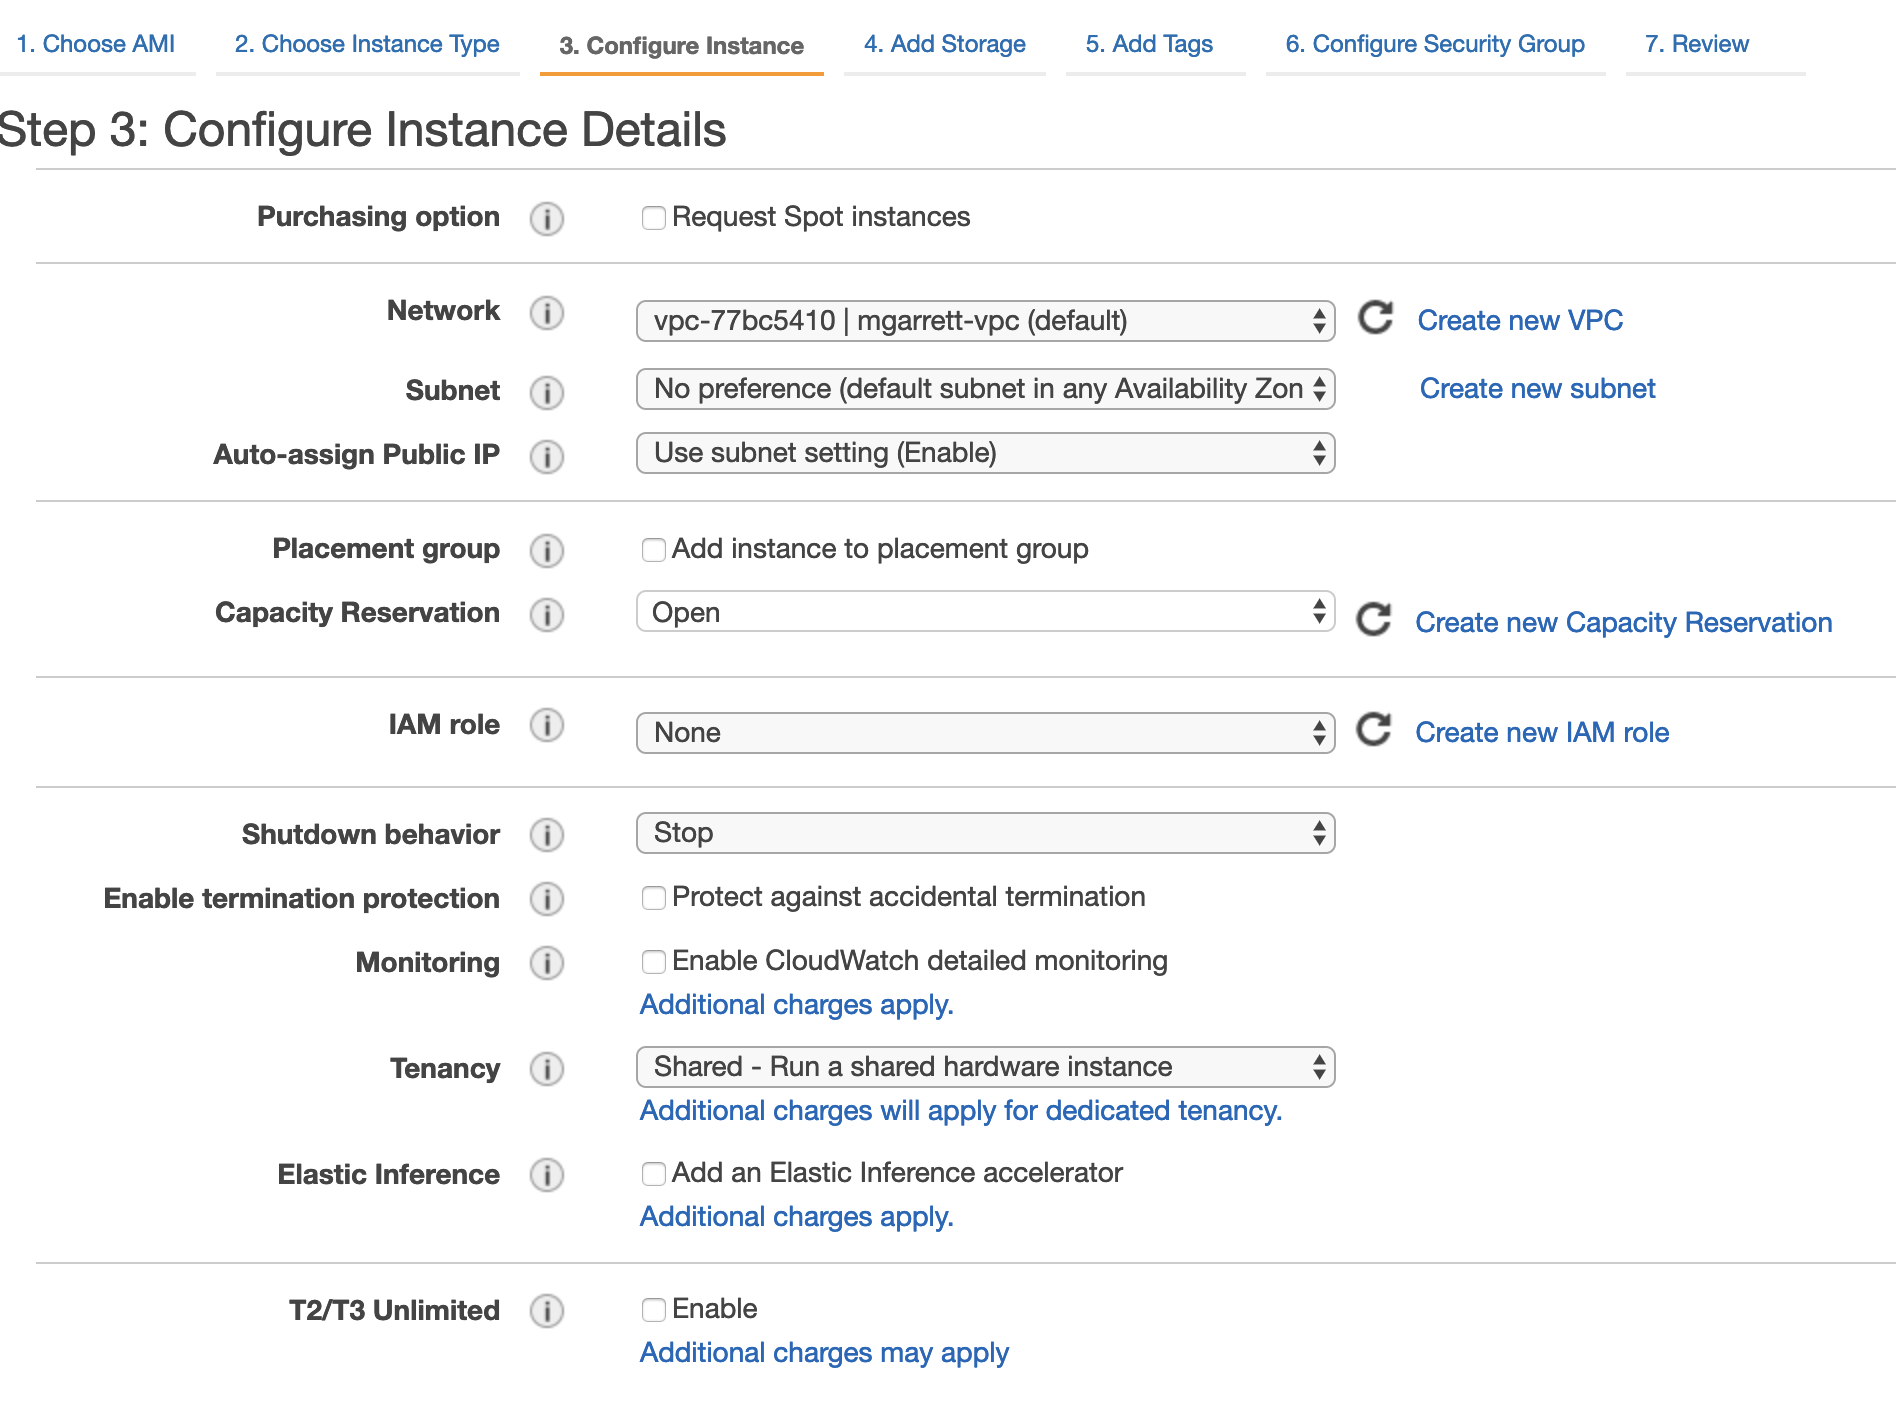 1. Choose AMI 2. Choose Instance Type 3. Configure Instance 4. Add Storage 5. Add Tags 6. Configure Security Group 7. Review
Step 3: Configure Instance Details
Purchasing option i Request Spot instances
Network i vpc-77bc5410 | mgarrett-vpc (default) Create new VPC
Subnet i No preference (default subnet in any Availability Zon Create new subnet
Auto-assign Public IP i Use subnet setting (Enable)
Placement group i Add instance to placement group
Capacity Reservation i Open Create new Capacity Reservation
IAM role i None Create new IAM role
Shutdown behavior i Stop
Enable termination protection i Protect against accidental termination
Monitoring i Enable CloudWatch detailed monitoring
Additional charges apply.
Tenancy i Shared - Run a shared hardware instance
Additional charges will apply for dedicated tenancy.
Elastic Inference i Add an Elastic Inference accelerator
Additional charges apply.
T2/T3 Unlimited i Enable
Additional charges may apply